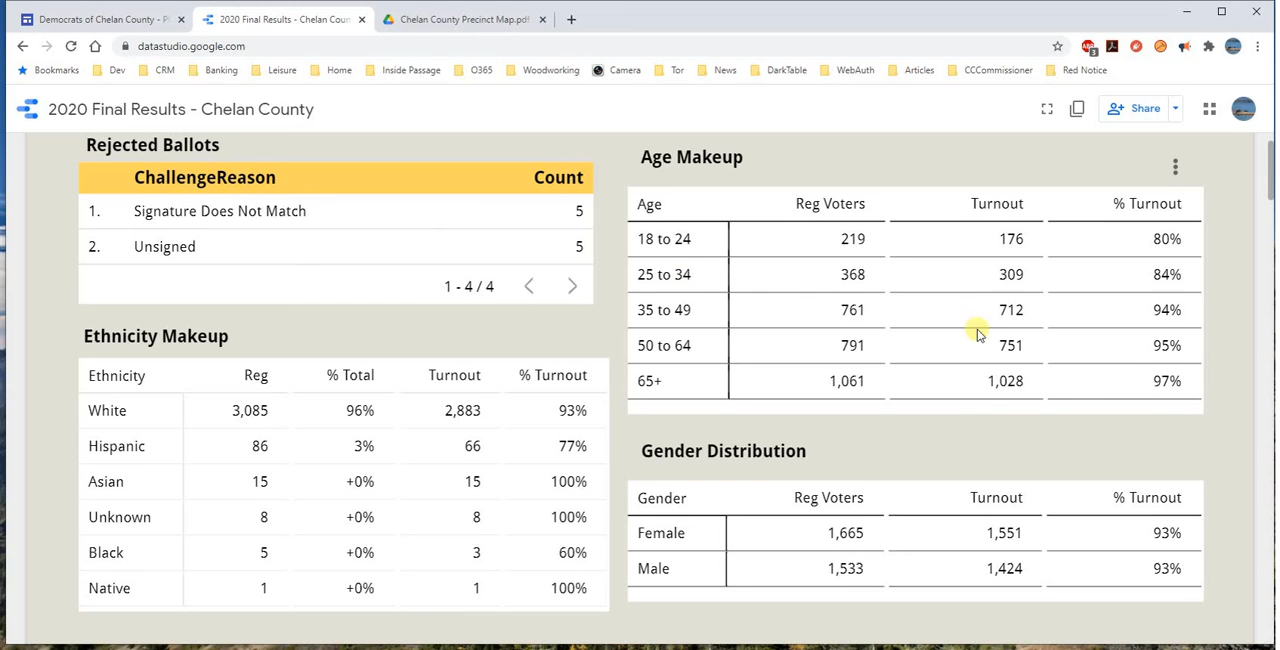 Democrats of Chelan County - P
2020 Final Results - Chelan Coun
Chelan County Precinct Map.pdf
datastudio.google.com
3
Bookmarks Dev CRM Banking Leisure Home Inside Passage O365 Woodworking Camera Tor News DarkTable WebAuth Articles CCCommissioner Red Notice
2020 Final Results - Chelan County
Share
Rejected Ballots
ChallengeReason Count
1. Signature Does Not Match 5
2. Unsigned 5
1 - 4 / 4
Ethnicity Makeup
Ethnicity Reg % Total Turnout % Turnout
White 3,085 96% 2,883 93%
Hispanic 86 3% 66 77%
Asian 15 +0% 15 100%
Unknown 8 +0% 8 100%
Black 5 +0% 3 60%
Native 1 +0% 1 100%
Age Makeup
Age Reg Voters Turnout % Turnout
18 to 24 219 176 80%
25 to 34 368 309 84%
35 to 49 761 712 94%
50 to 64 791 751 95%
65+ 1,061 1,028 97%
Gender Distribution
Gender Reg Voters Turnout % Turnout
Female 1,665 1,551 93%
Male 1,533 1,424 93%